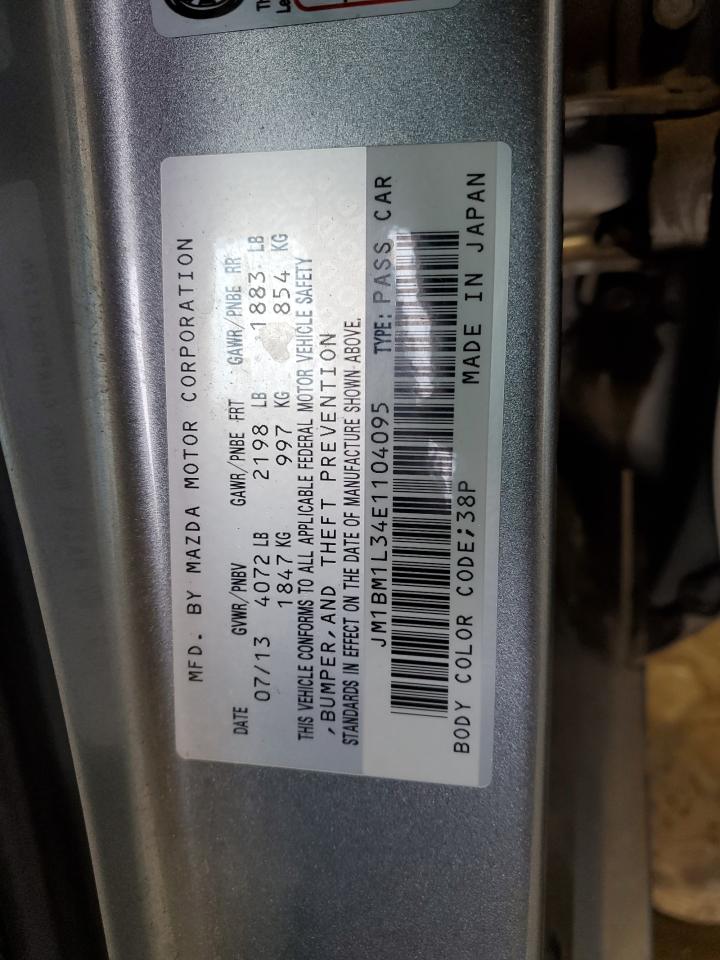 Th
Le
MFD. BY MAZDA MOTOR CORPORATION
DATE GVWR/PNBV GAWR/PNBE FRT GAWR/PNBE RR
07/13 4072 LB 2198 LB 1883 LB
1847 KG 997 KG 854 KG
THIS VEHICLE CONFORMS TO ALL APPLICABLE FEDERAL MOTOR VEHICLE SAFETY
,BUMPER,AND THEFT PREVENTION
STANDARDS IN EFFECT ON THE DATE OF MANUFACTURE SHOWN ABOVE.
JM1BM1L34E1104095 TYPE: PASS CAR
BODY COLOR CODE;38P MADE IN JAPAN